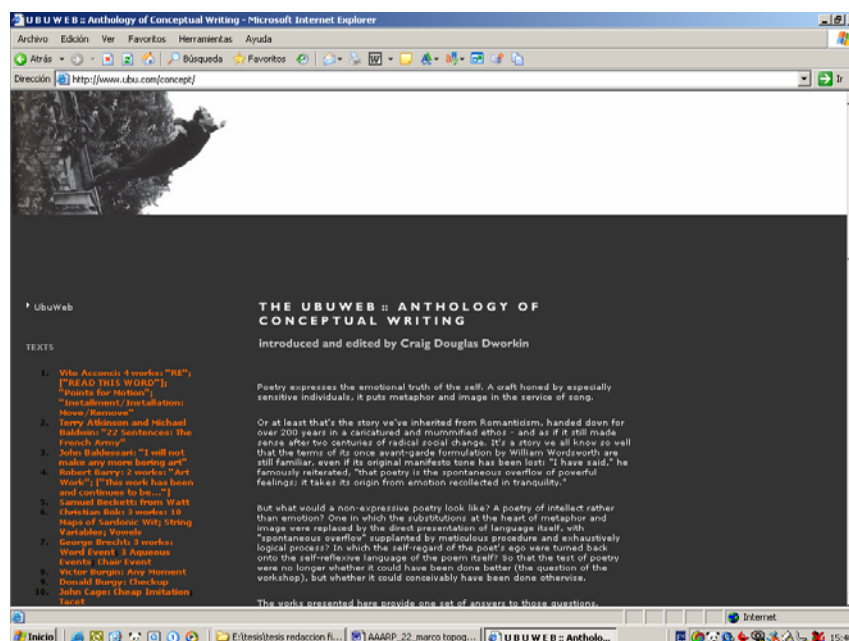 UBUWEB :: Anthology of Conceptual Writing - Microsoft Internet Explorer
Archivo Edición Ver Favoritos Herramientas Ayuda
Atrás Búsqueda Favoritos
Dirección http://www.ubu.com/concept/ Ir
UbuWeb
TEXTS
1. Vito Acconci: 4 works: "RE";
["READ THIS WORD"];
"Points for Motion";
"Installment/Installation:
Move/Remove"
2. Terry Atkinson and Michael
Baldwin: "22 Sentences: The
French Army"
3. John Baldessari: "I will not
make any more boring art"
4. Robert Barry: 2 works: "Art
Work"; ["This work has been
and continues to be..."]
5. Samuel Beckett: from Watt
6. Christian Bök: 3 works: 10
Maps of Sardonic Wit; String
Variables; Vowels
7. George Brecht: 3 works:
Word Event; 3 Aqueous
Events; Chair Event
8. Victor Burgin: Any Moment
9. Donald Burgy: Checkup
10. John Cage: Cheap Imitation;
Tacet
THE UBUWEB :: ANTHOLOGY OF
CONCEPTUAL WRITING
introduced and edited by Craig Douglas Dworkin
Poetry expresses the emotional truth of the self. A craft honed by especially
sensitive individuals, it puts metaphor and image in the service of song.
Or at least that's the story we've inherited from Romanticism, handed down for
over 200 years in a caricatured and mummified ethos - and as if it still made
sense after two centuries of radical social change. It's a story we all know so well
that the terms of its once avant-garde formulation by William Wordsworth are
still familiar, even if its original manifesto tone has been lost: "I have said," he
famously reiterated, "that poetry is the spontaneous overflow of powerful
feelings; it takes its origin from emotion recollected in tranquility."
But what would a non-expressive poetry look like? A poetry of intellect rather
than emotion? One in which the substitutions at the heart of metaphor and
image were replaced by the direct presentation of language itself, with
"spontaneous overflow" supplanted by meticulous procedure and exhaustively
logical process? In which the self-regard of the poet's ego were turned back
onto the self-reflexive language of the poem itself? So that the test of poetry
were no longer whether it could have been done better (the question of the
workshop), but whether it could conceivably have been done otherwise.
The works presented here provide one set of answers to those questions.
Internet
Inicio E:\tesis\tesis redaccion fi... AAARP_22_marco topog... UBUWEB :: Antholo...